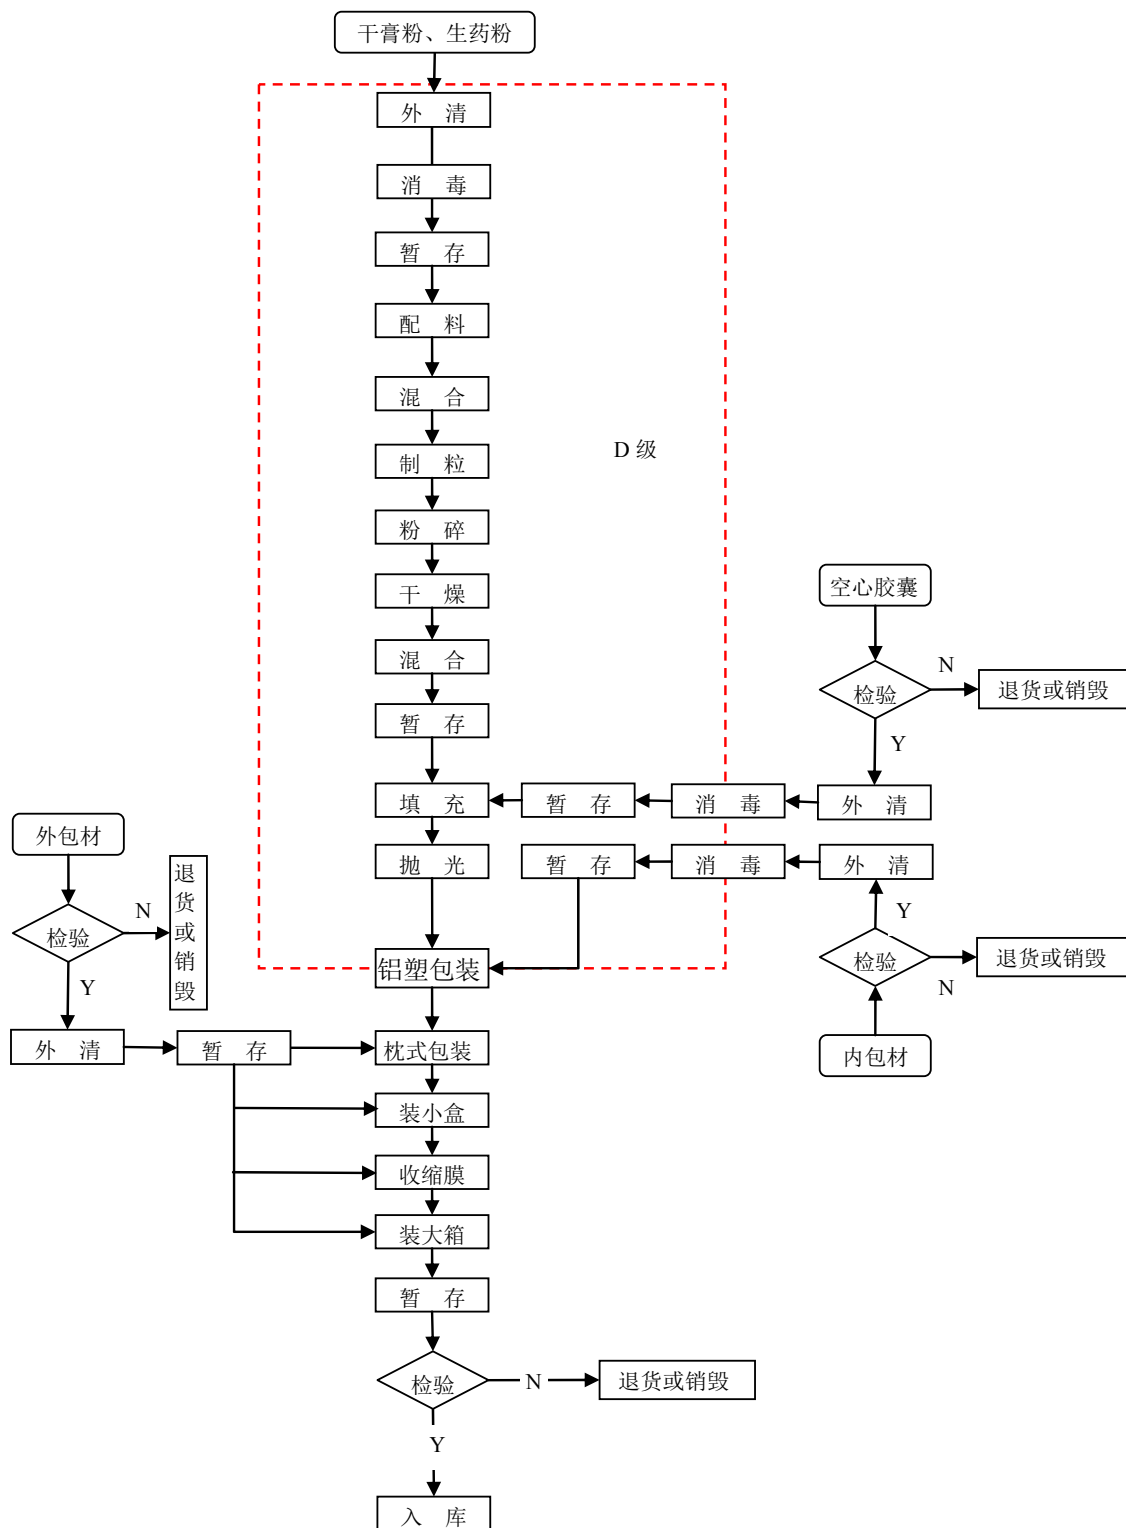 干膏粉、生药粉
外 清
消 毒
暂 存
配 料
混 合
制 粒
D 级
粉 碎
干 燥
混 合
暂 存
填 充
抛 光
铝塑包装
空心胶囊
检验
N
退货或销毁
Y
外 清
消 毒
暂 存
暂 存
消 毒
外 清
Y
检验
N
退货或销毁
内包材
外包材
检验
N
退货或销毁
Y
外 清
暂 存
枕式包装
装小盒
收缩膜
装大箱
暂 存
检验
N
退货或销毁
Y
入 库